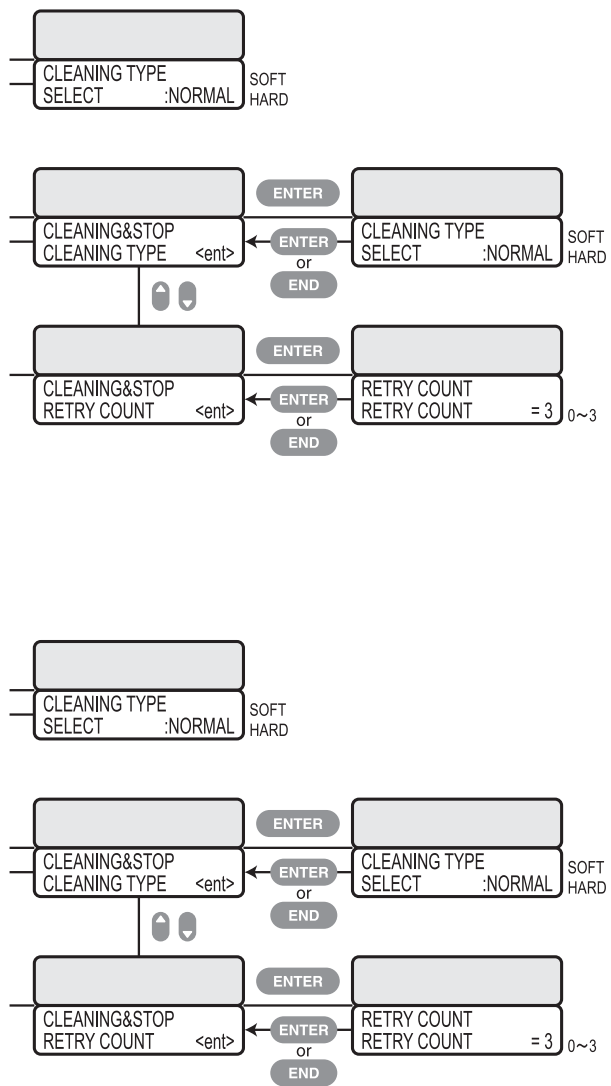 CLEANING TYPE
SELECT :NORMAL
SOFT
HARD
ENTER
CLEANING&STOP
CLEANING TYPE <ent>
ENTER
or
END
CLEANING TYPE
SELECT :NORMAL
SOFT
HARD
ENTER
CLEANING&STOP
RETRY COUNT <ent>
ENTER
or
END
RETRY COUNT
RETRY COUNT = 3
0~3
CLEANING TYPE
SELECT :NORMAL
SOFT
HARD
ENTER
CLEANING&STOP
CLEANING TYPE <ent>
ENTER
or
END
CLEANING TYPE
SELECT :NORMAL
SOFT
HARD
ENTER
CLEANING&STOP
RETRY COUNT <ent>
ENTER
or
END
RETRY COUNT
RETRY COUNT = 3
0~3